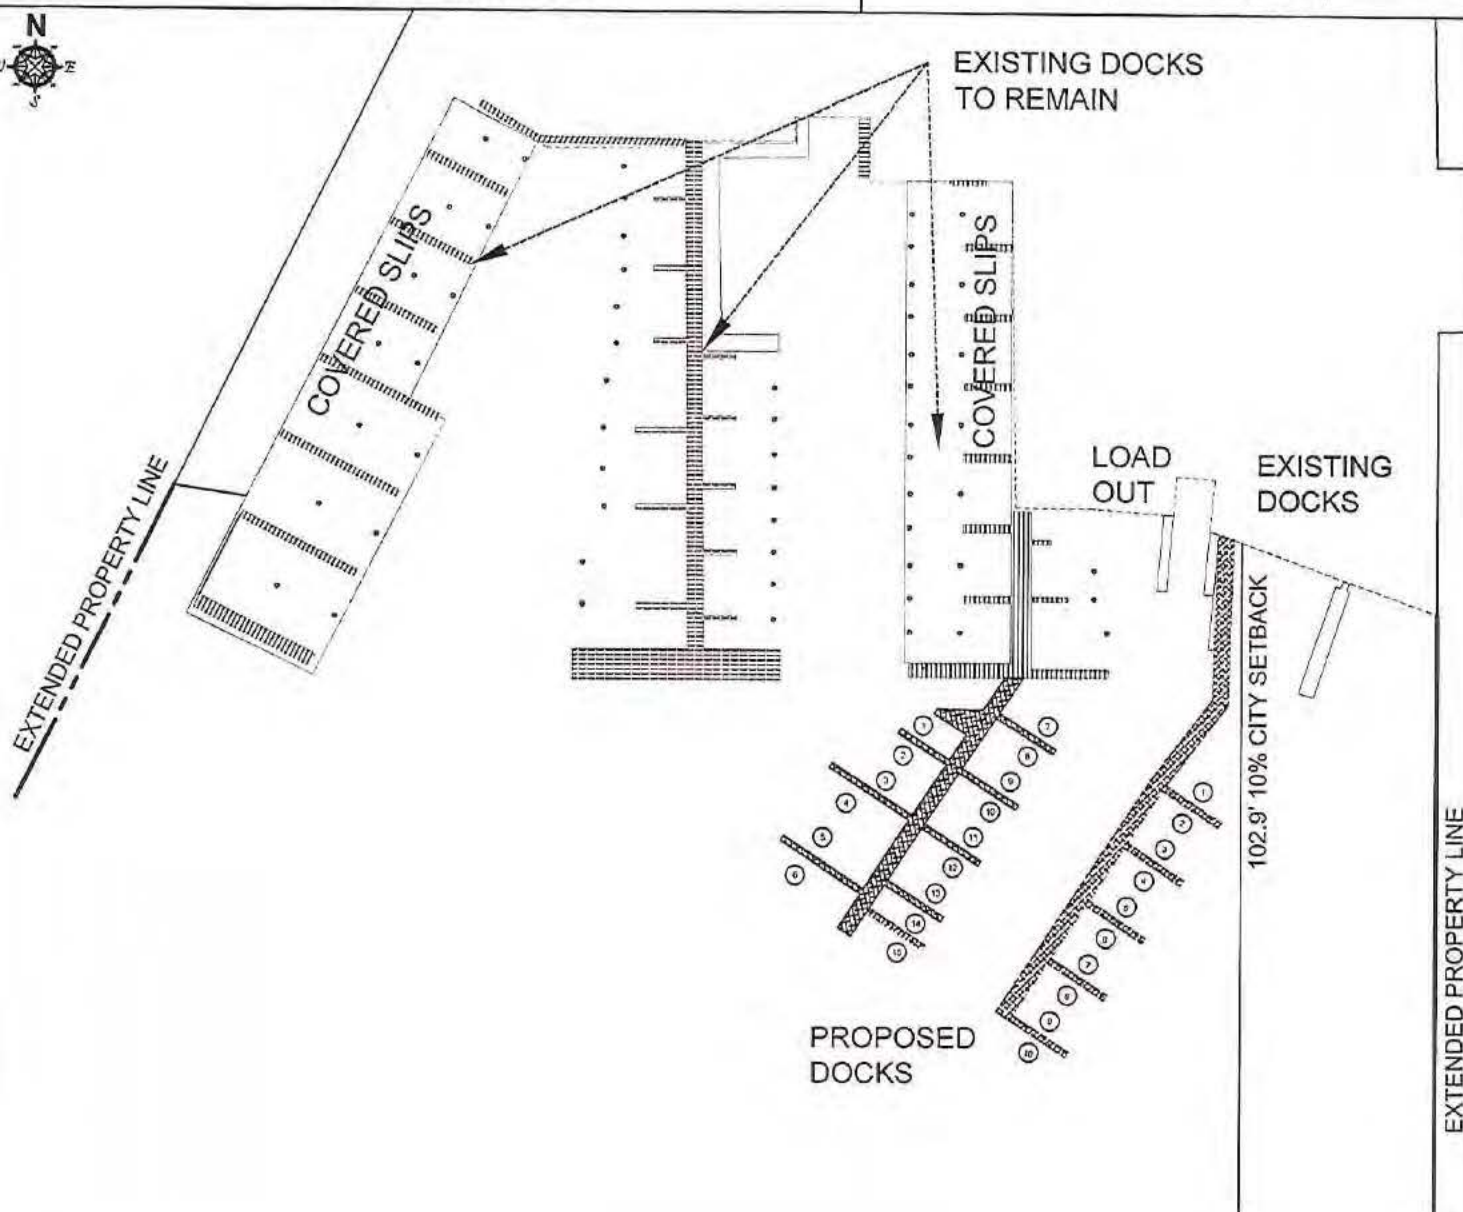 N
E
S
EXISTING DOCKS
TO REMAIN
COVERED SLIPS
COVERED SLIPS
LOAD
OUT
EXISTING
DOCKS
EXTENDED PROPERTY LINE
102.9' 10% CITY SETBACK
EXTENDED PROPERTY LINE
1
2
3
4
5
6
7
8
9
10
11
12
13
14
15
1
2
3
4
5
6
7
8
9
10
PROPOSED
DOCKS